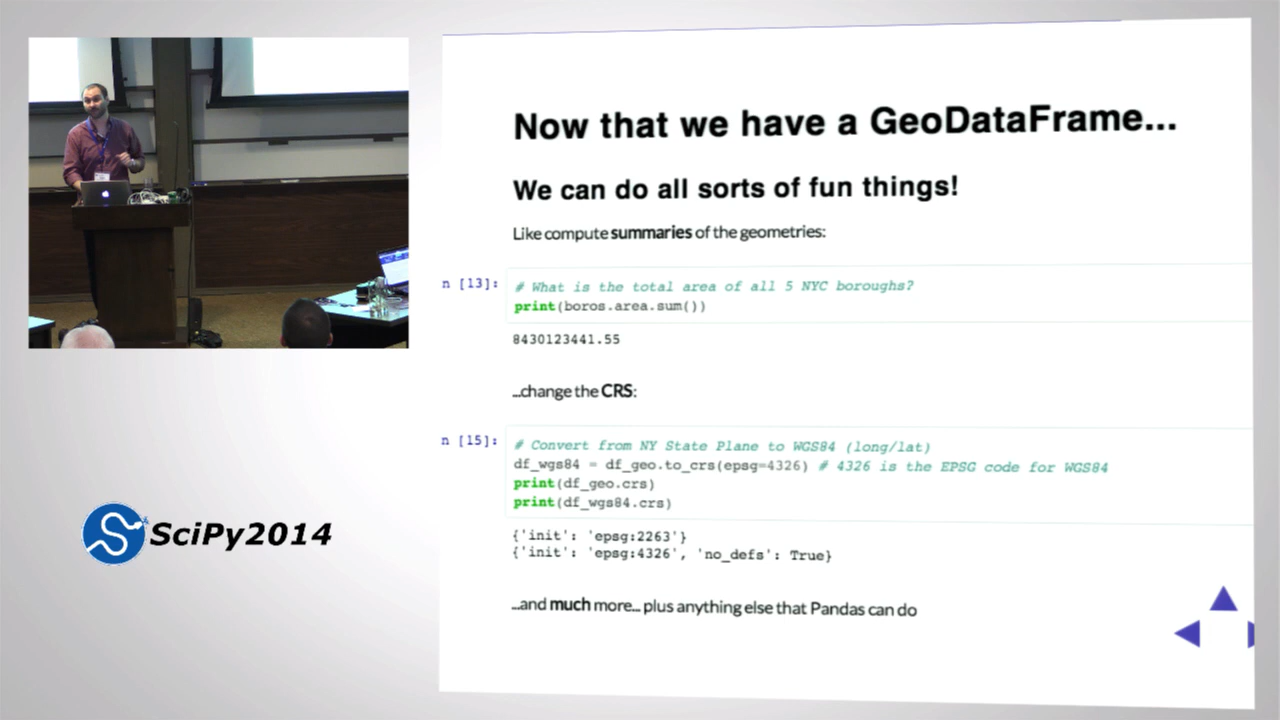 Now that we have a GeoDataFrame...
We can do all sorts of fun things!
Like compute summaries of the geometries:
n [13]:
# What is the total area of all 5 NYC boroughs?
print(boros.area.sum())
8430123441.55
...change the CRS:
n [15]:
# Convert from NY State Plane to WGS84 (long/lat)
df_wgs84 = df_geo.to_crs(epsg=4326) # 4326 is the EPSG code for WGS84
print(df_geo.crs)
print(df_wgs84.crs)
{'init': 'epsg:2263'}
{'init': 'epsg:4326', 'no_defs': True}
...and much more... plus anything else that Pandas can do
SciPy2014